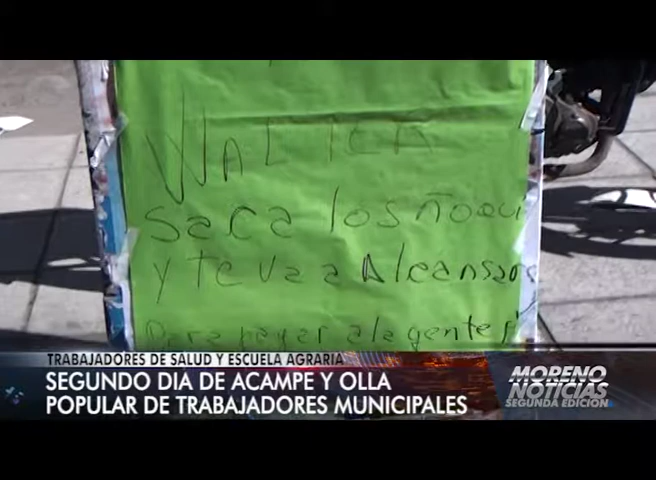 WALTER
saca los ñoqui
y te va a Alcansar
Para pagar a la gente
TRABAJADORES DE SALUD Y ESCUELA AGRARIA
SEGUNDO DIA DE ACAMPE Y OLLA
POPULAR DE TRABAJADORES MUNICIPALES
MORENO
NOTICIAS
SEGUNDA EDICION